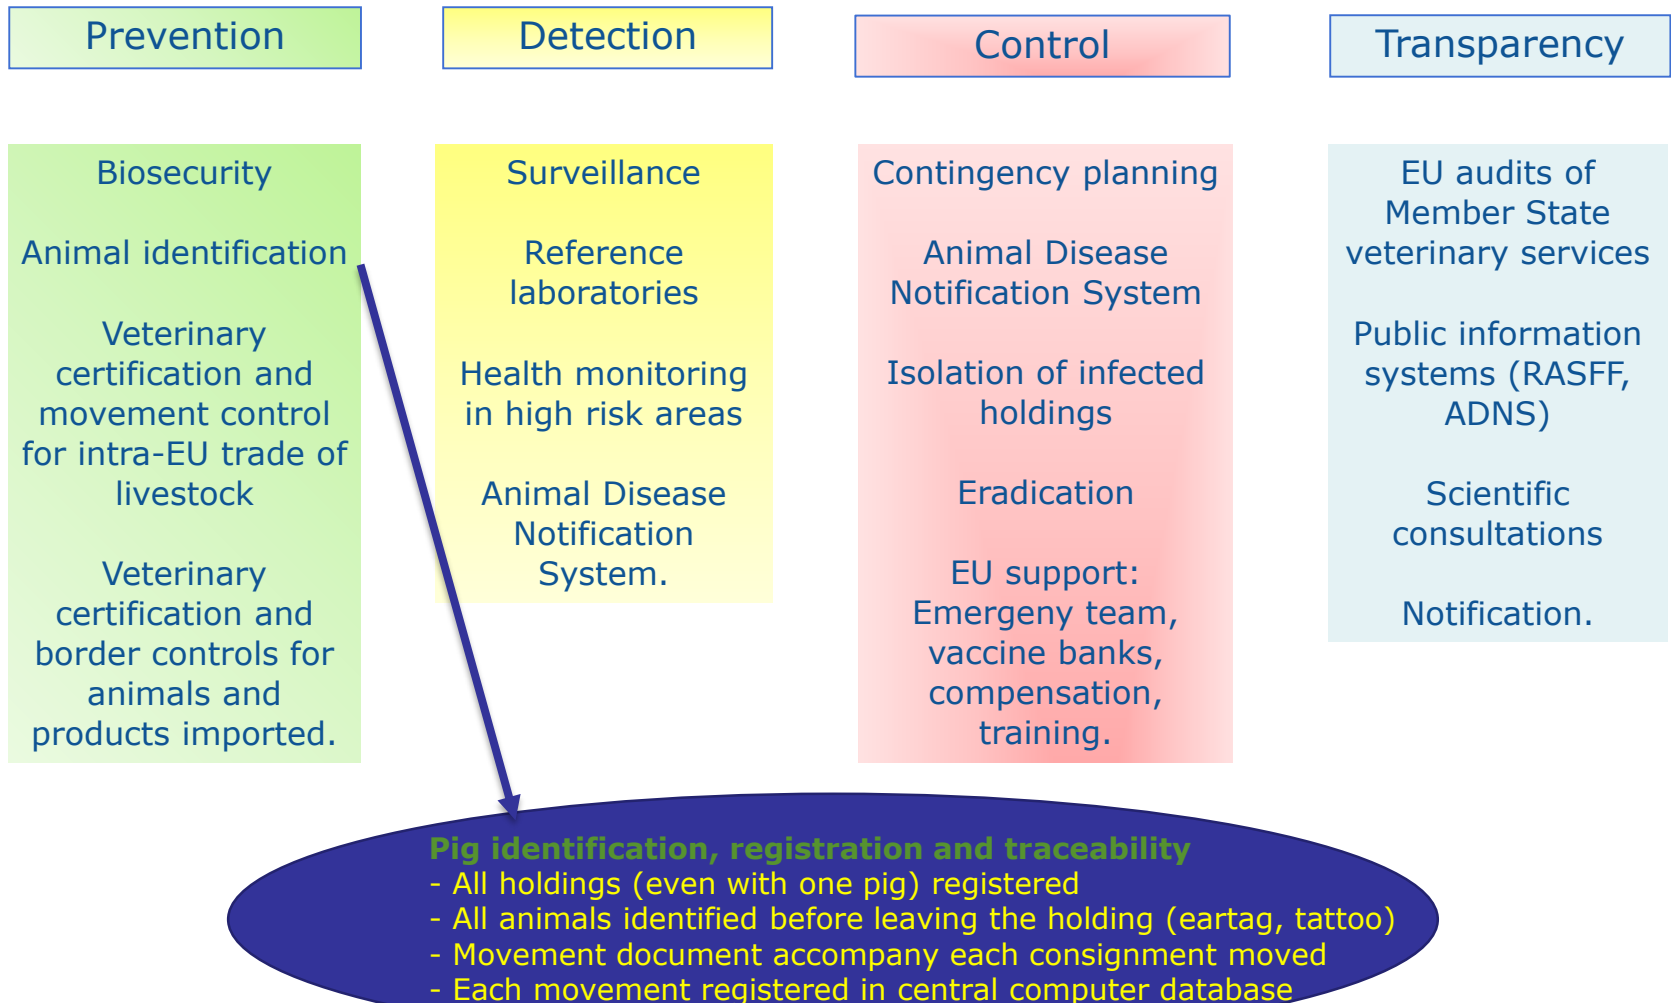 Prevention
Detection
Control
Transparency
Biosecurity
Animal identification
Veterinary
certification and
movement control
for intra-EU trade of
livestock
Veterinary
certification and
border controls for
animals and
products imported.
Surveillance
Reference
laboratories
Health monitoring
in high risk areas
Animal Disease
Notification
System.
Contingency planning
Animal Disease
Notification System
Isolation of infected
holdings
Eradication
EU support:
Emergeny team,
vaccine banks,
compensation,
training.
EU audits of
Member State
veterinary services
Public information
systems (RASFF,
ADNS)
Scientific
consultations
Notification.
Pig identification, registration and traceability
- All holdings (even with one pig) registered
- All animals identified before leaving the holding (eartag, tattoo)
- Movement document accompany each consignment moved
- Each movement registered in central computer database